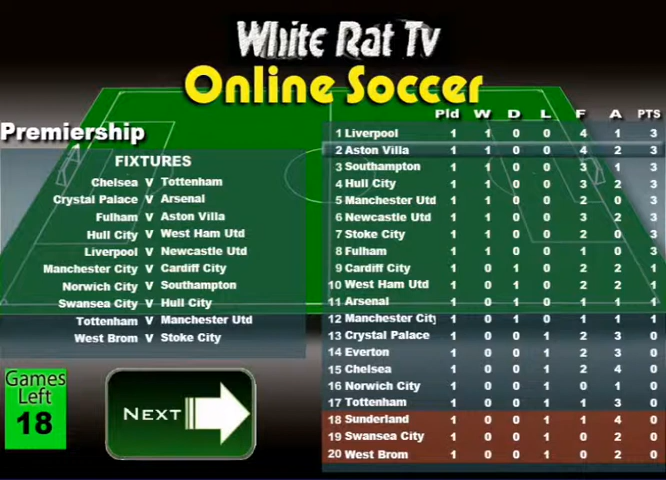 White Rat Tv
Online Soccer
Premiership
FIXTURES
Chelsea V Tottenham
Crystal Palace V Arsenal
Fulham V Aston Villa
Hull City V West Ham Utd
Liverpool V Newcastle Utd
Manchester City V Cardiff City
Norwich City V Southampton
Swansea City V Hull City
Tottenham V Manchester Utd
West Brom V Stoke City
Games
Left
18
NEXT
Pld W D L F A PTS
1 Liverpool 1 1 0 0 4 1 3
2 Aston Villa 1 1 0 0 4 2 3
3 Southampton 1 1 0 0 3 1 3
4 Hull City 1 1 0 0 3 2 3
5 Manchester Utd 1 1 0 0 2 0 3
6 Newcastle Utd 1 1 0 0 3 2 3
7 Stoke City 1 1 0 0 2 0 3
8 Fulham 1 1 0 0 1 0 3
9 Cardiff City 1 0 1 0 2 2 1
10 West Ham Utd 1 0 1 0 2 2 1
11 Arsenal 1 0 1 0 1 1 1
12 Manchester City 1 0 1 0 1 1 1
13 Crystal Palace 1 0 0 1 2 3 0
14 Everton 1 0 0 1 2 3 0
15 Chelsea 1 0 0 1 2 4 0
16 Norwich City 1 0 0 1 0 1 0
17 Tottenham 1 0 0 1 1 3 0
18 Sunderland 1 0 0 1 1 4 0
19 Swansea City 1 0 0 1 0 2 0
20 West Brom 1 0 0 1 0 2 0